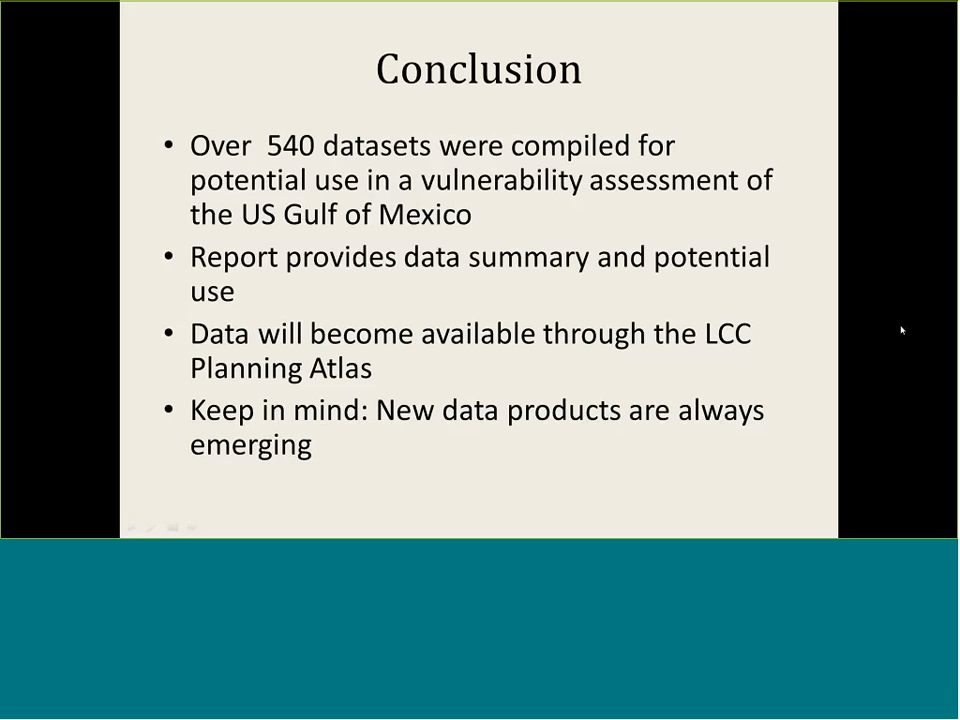 Conclusion
• Over  540 datasets were compiled for
potential use in a vulnerability assessment of
the US Gulf of Mexico
• Report provides data summary and potential
use
• Data will become available through the LCC
Planning Atlas
• Keep in mind: New data products are always
emerging